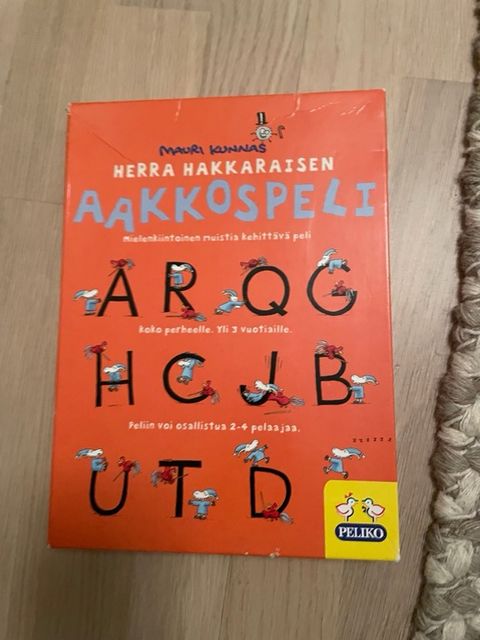 MAURI KUNNAS
HERRA HAKKARAISEN
AAKKOSPELI
Mielenkiintoinen muistia kehittävä peli
A R Q G
koko perheelle. Yli 3 vuotiaille.
H C J B
Peliin voi osallistua 2-4 pelaajaa.
zzzzzz
U T D
PELIKO